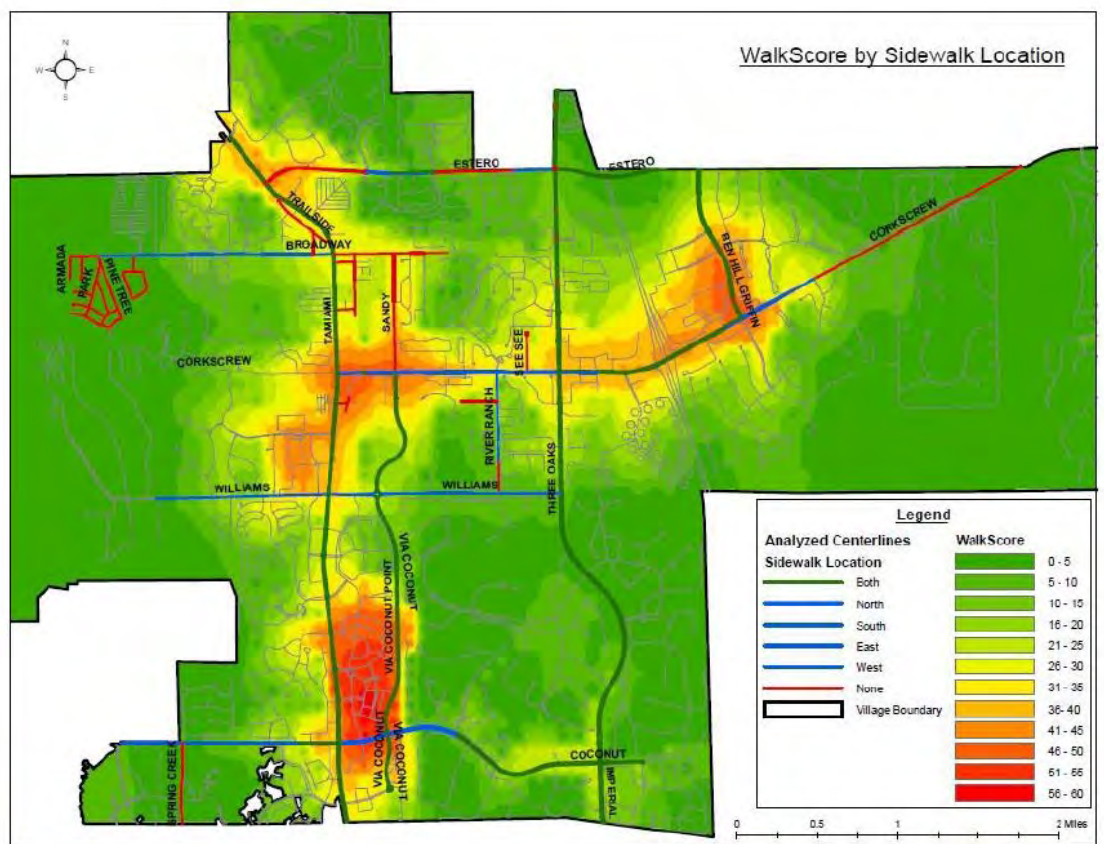 WalkScore by Sidewalk Location
N
W E
S
ESTERO
ESTERO
TRAILSIDE
BROADWAY
CORKSCREW
BEN HILL GRIFFIN
ARMADA
PARK
PINE TREE
TAMIAMI
SANDY
SEE SEE
CORKSCREW
RIVER RANCH
THREE OAKS
WILLIAMS
WILLIAMS
VIA COCONUT
VIA COCONUT POINT
VIA COCONUT
VIA COCONUT
COCONUT
SPRING CREEK
IMPERIAL
Legend
Analyzed Centerlines
Sidewalk Location
Both
North
South
East
West
None
Village Boundary
WalkScore
0 - 5
5 - 10
10 - 15
16 - 20
21 - 25
26 - 30
31 - 35
36 - 40
41 - 45
46 - 50
51 - 55
56 - 60
0 0.5 1 2 Miles